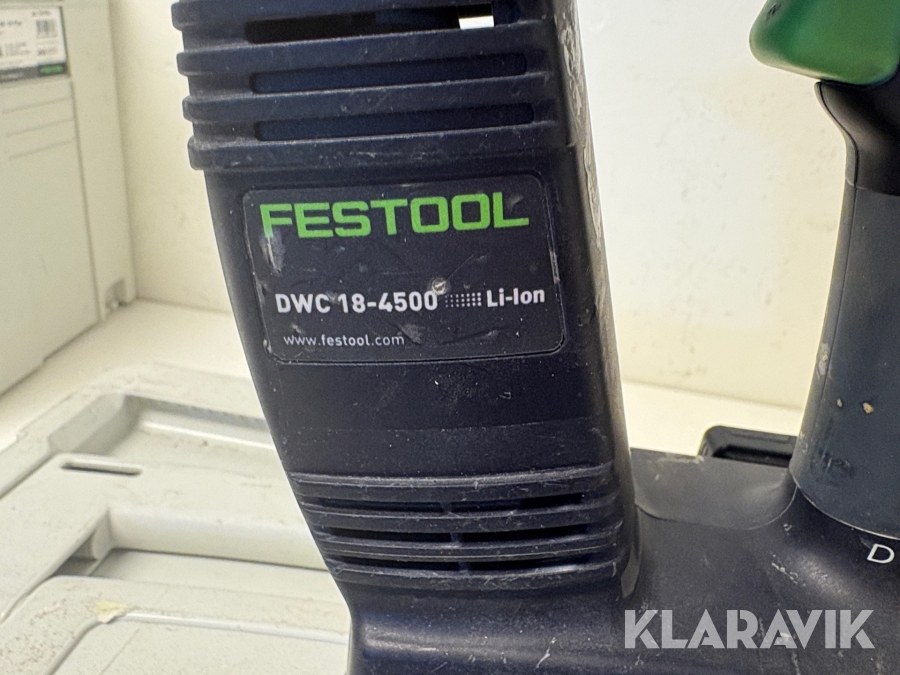 FESTOOL
DWC 18-4500 Li-Ion
www.festool.com
D
KLARAVIK